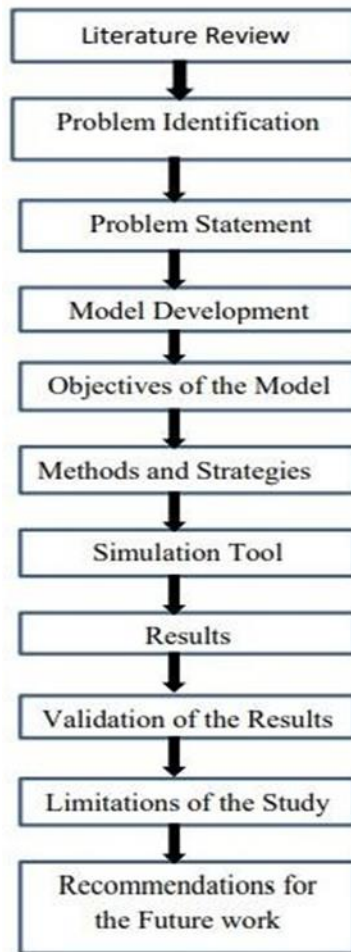 Literature Review
Problem Identification
Problem Statement
Model Development
Objectives of the Model
Methods and Strategies
Simulation Tool
Results
Validation of the Results
Limitations of the Study
Recommendations for
the Future work